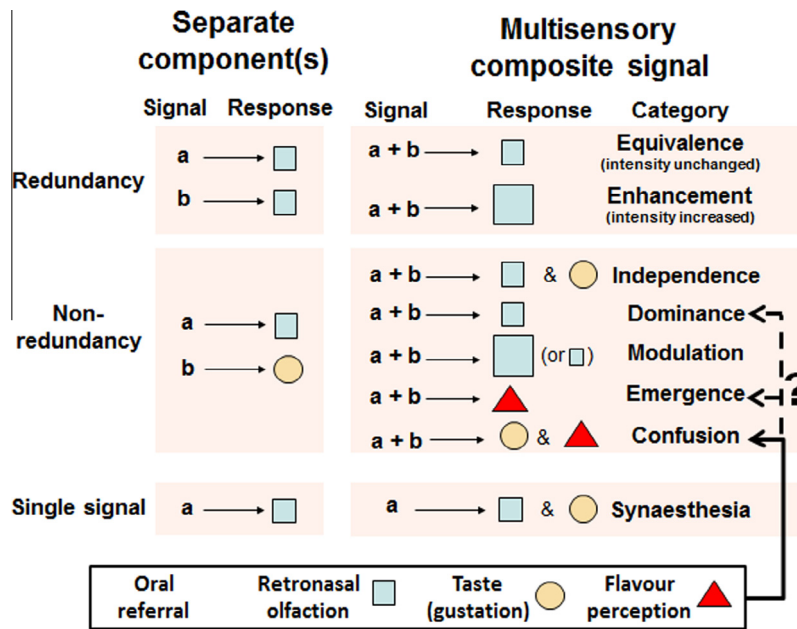 Separate component(s)
Multisensory composite signal
Signal Response
Signal Response Category
Redundancy
a
b
a + b
Equivalence
(intensity unchanged)
a + b
Enhancement
(intensity increased)
Non-redundancy
a
b
a + b & Independence
a + b Dominance
a + b (or ) Modulation
a + b Emergence
a + b & Confusion
Single signal
a
a & Synaesthesia
Oral referral
Retronasal olfaction
Taste (gustation)
Flavour perception